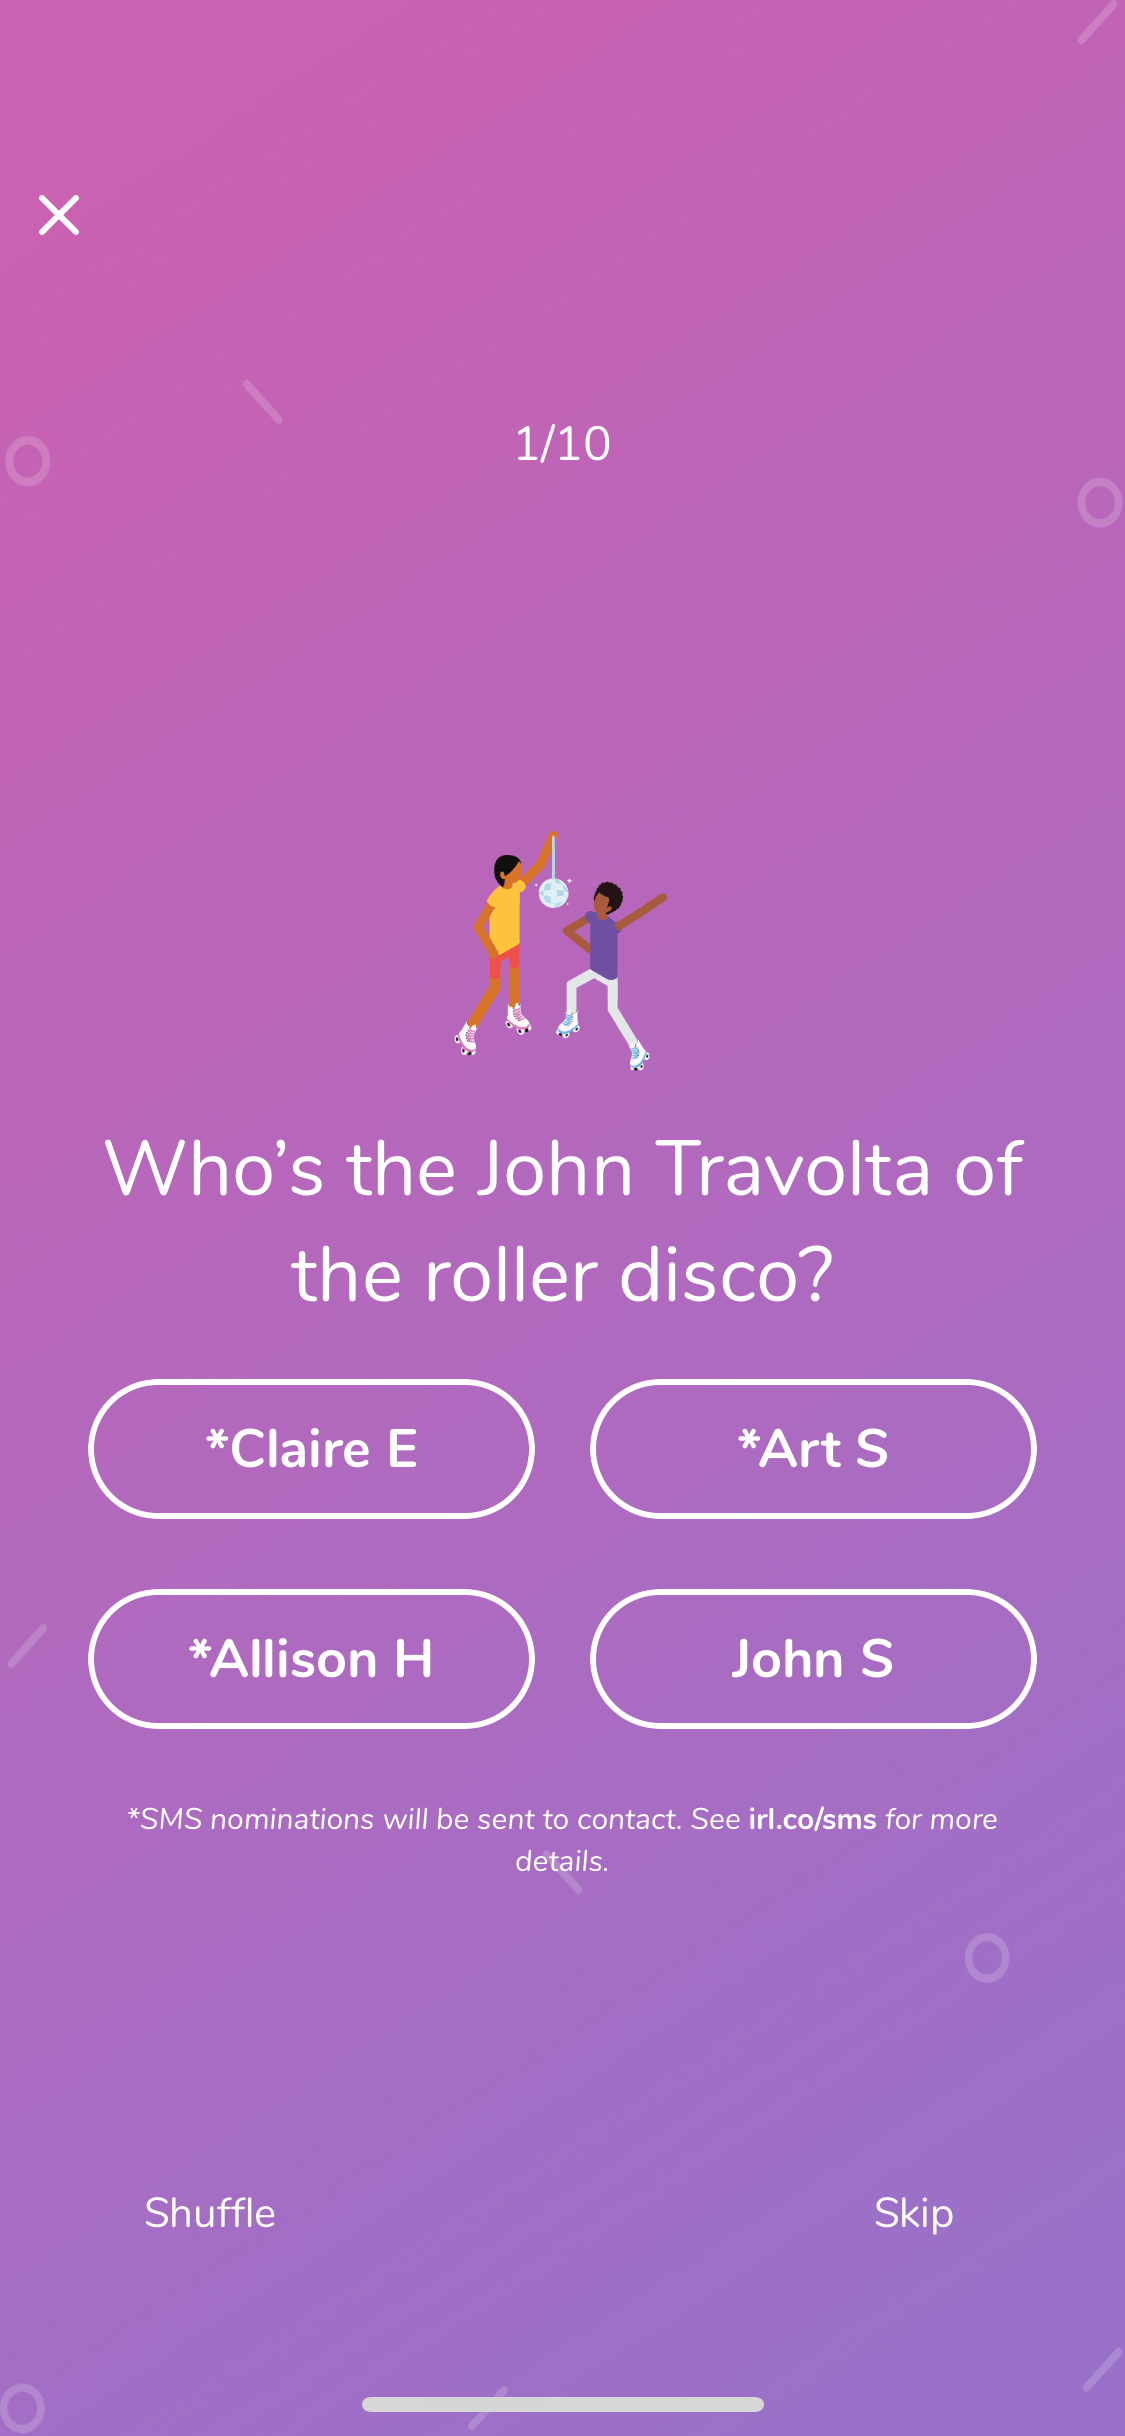 1/10
Who’s the John Travolta of
the roller disco?
*Claire E
*Art S
*Allison H
John S
*SMS nominations will be sent to contact. See irl.co/sms for more
details.
Shuffle
Skip